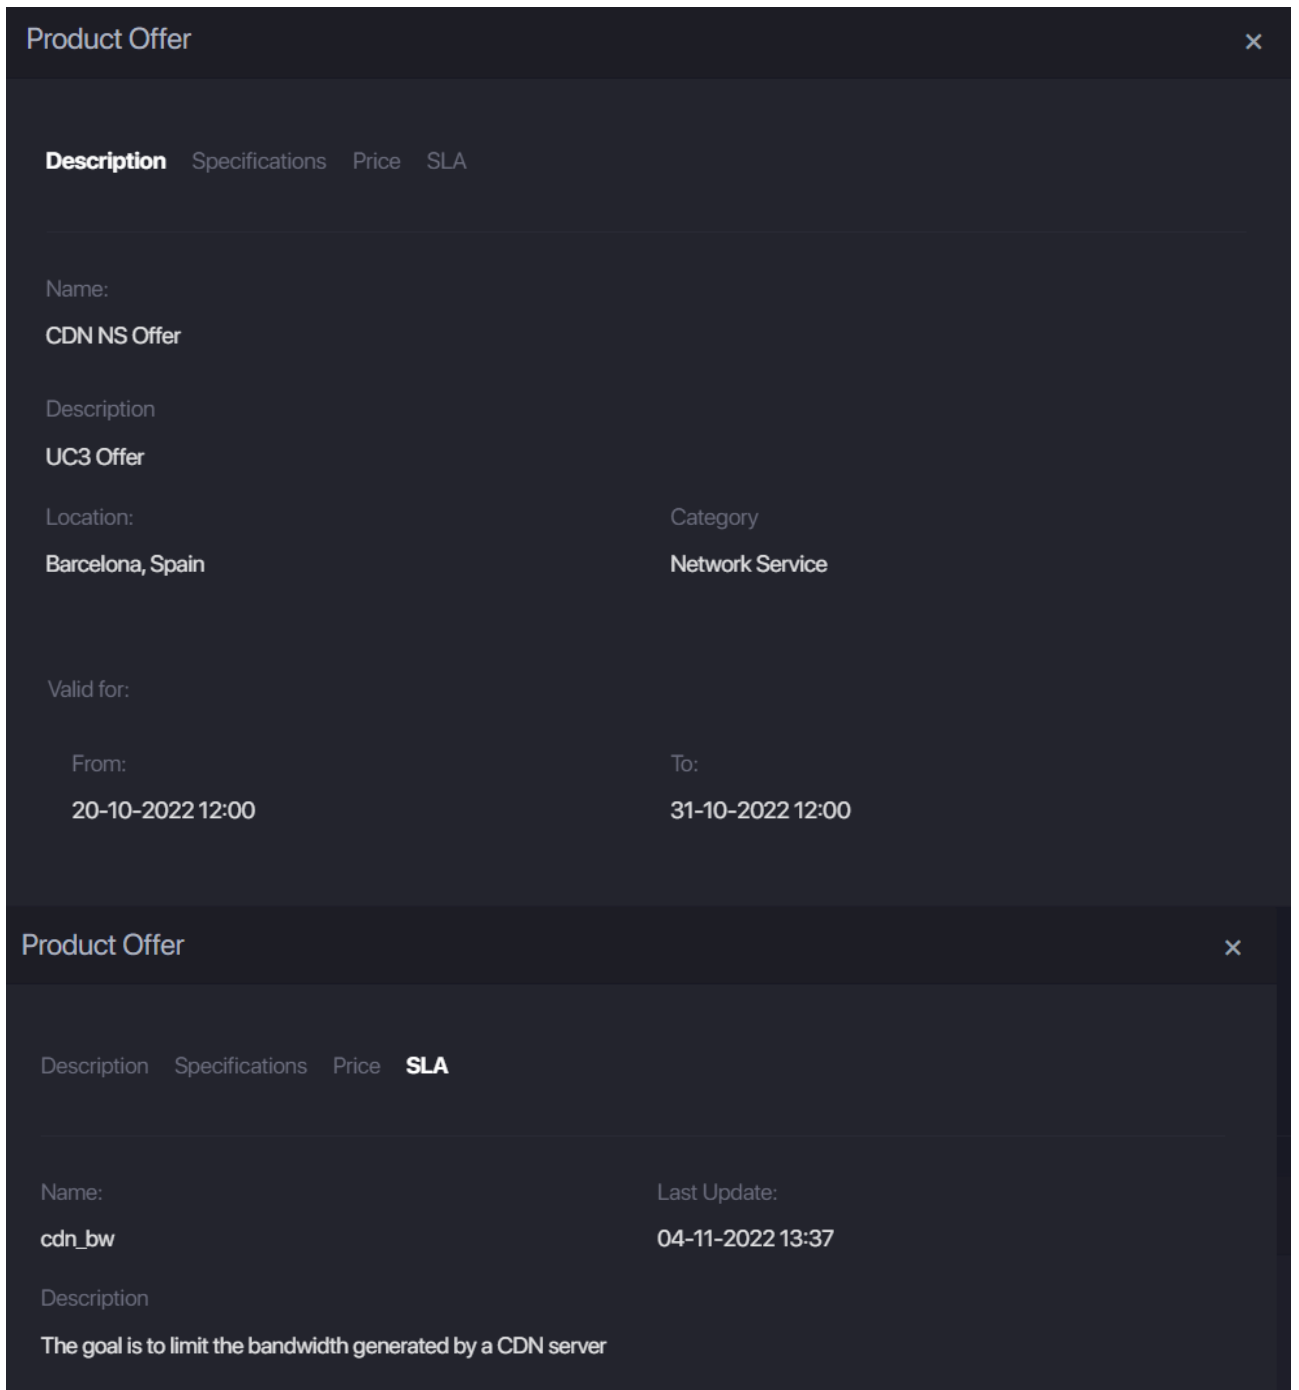 Product Offer ×
Description Specifications Price SLA
Name:
CDN NS Offer
Description
UC3 Offer
Location: Category
Barcelona, Spain Network Service
Valid for:
From: To:
20-10-2022 12:00 31-10-2022 12:00
Product Offer ×
Description Specifications Price SLA
Name: Last Update:
cdn_bw 04-11-2022 13:37
Description
The goal is to limit the bandwidth generated by a CDN server